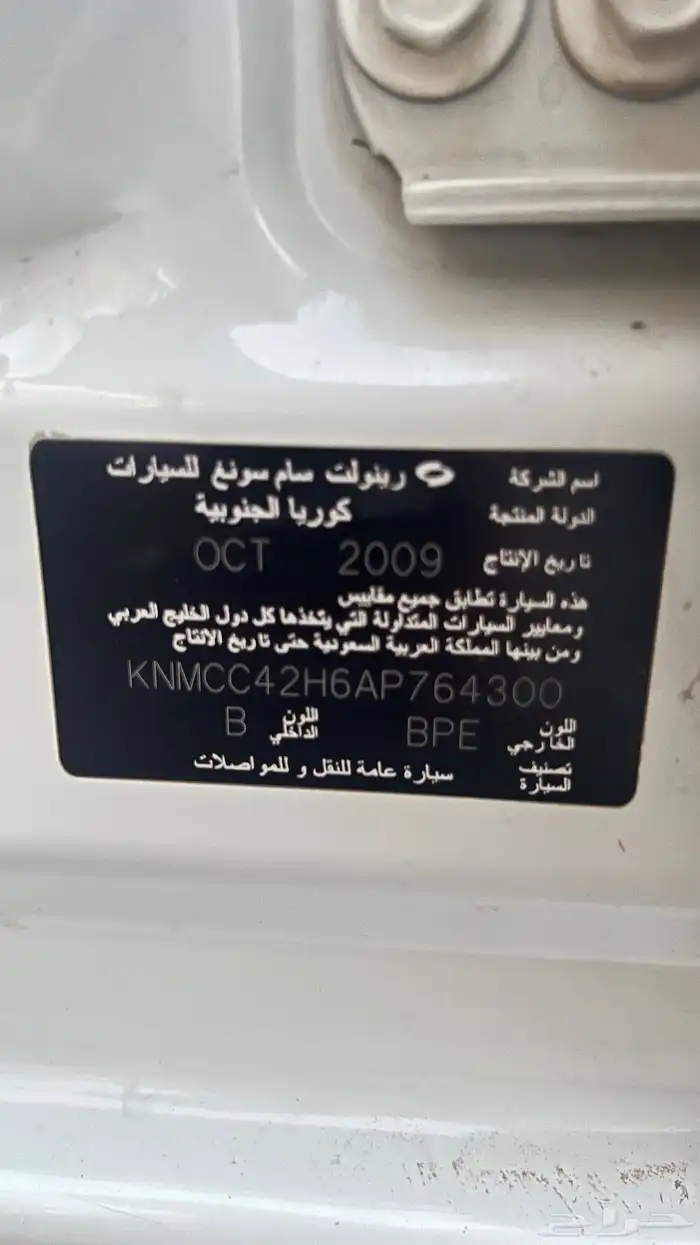 اسم الشركة رينولت سام سونغ للسيارات
الدولة المنتجة كوريا الجنوبية
تاريخ الإنتاج OCT 2009
هذه السيارة تطابق جميع مقاييس
ومعايير السيارات المتداولة التي يتخذها كل دول الخليج العربي
ومن بينها المملكة العربية السعودية حتى تاريخ الانتاج
KNMCC42H6AP764300
اللون الخارجي BPE اللون الداخلي B
تصنيف السيارة سيارة عامة للنقل و للمواصلات
حراج